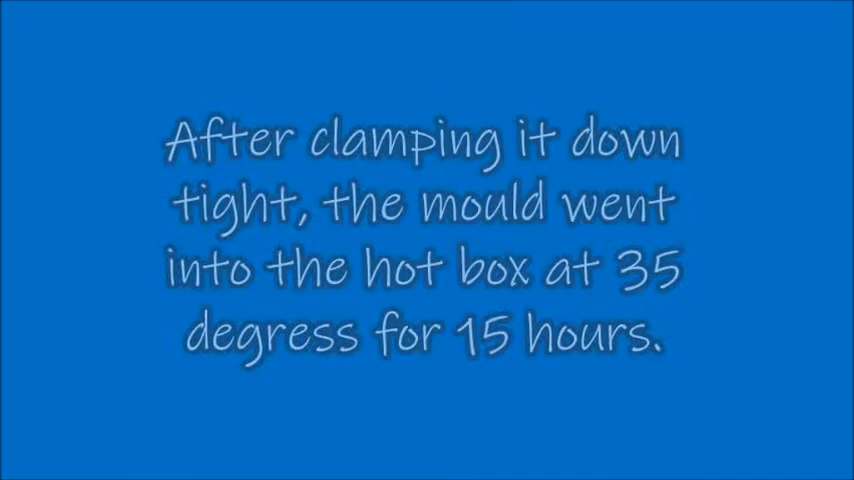 After clamping it down
tight, the mould went
into the hot box at 35
degress for 15 hours.